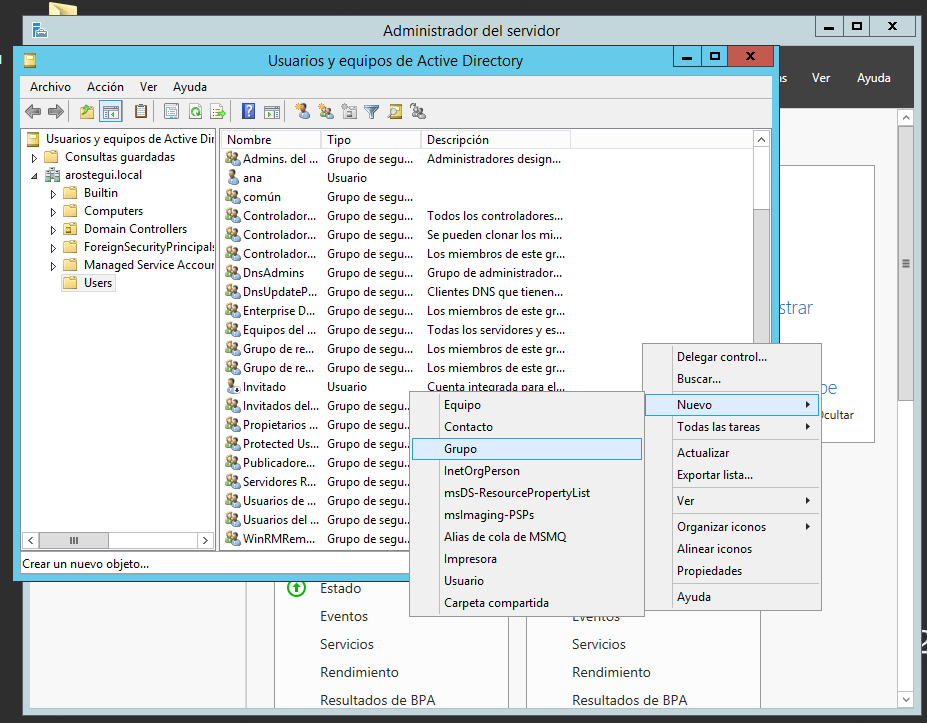 Administrador del servidor
Usuarios y equipos de Active Directory
Ver
Ayuda
Archivo Acción Ver Ayuda
Usuarios y equipos de Active Dir
Consultas guardadas
arostegui.local
Builtin
Computers
Domain Controllers
ForeignSecurityPrincipals
Managed Service Accour
Users
Nombre Tipo Descripción
Admins. del ... Grupo de segu... Administradores design...
ana Usuario
común Grupo de segu...
Controlador... Grupo de segu... Todos los controladores...
Controlador... Grupo de segu... Se pueden clonar los mi...
Controlador... Grupo de segu... Los miembros de este gr...
DnsAdmins Grupo de segu... Grupo de administrador...
DnsUpdateP... Grupo de segu... Clientes DNS que tienen...
Enterprise D... Grupo de segu... Los miembros de este gr...
Equipos del ... Grupo de segu... Todas los servidores y es...
Grupo de re... Grupo de segu... Los miembros de este gr...
Grupo de re... Grupo de segu... Los miembros de este gr...
Invitado Usuario Cuenta integrada para el...
Invitados del... Grupo de segu
Propietarios ... Grupo de segu
Protected Us... Grupo de segu
Publicadore... Grupo de segu
Servidores R... Grupo de segu
Usuarios de ... Grupo de segu
Usuarios del ... Grupo de segu
WinRMRem... Grupo de segu
Crear un nuevo objeto...
Delegar control...
Buscar...
Nuevo
Todas las tareas
Actualizar
Exportar lista...
Ver
Organizar iconos
Alinear iconos
Propiedades
Ayuda
Equipo
Contacto
Grupo
InetOrgPerson
msDS-ResourcePropertyList
msImaging-PSPs
Alias de cola de MSMQ
Impresora
Usuario
Carpeta compartida
strar
Ocultar
Estado
Eventos
Servicios
Rendimiento
Resultados de BPA
Eventos
Servicios
Rendimiento
Resultados de BPA